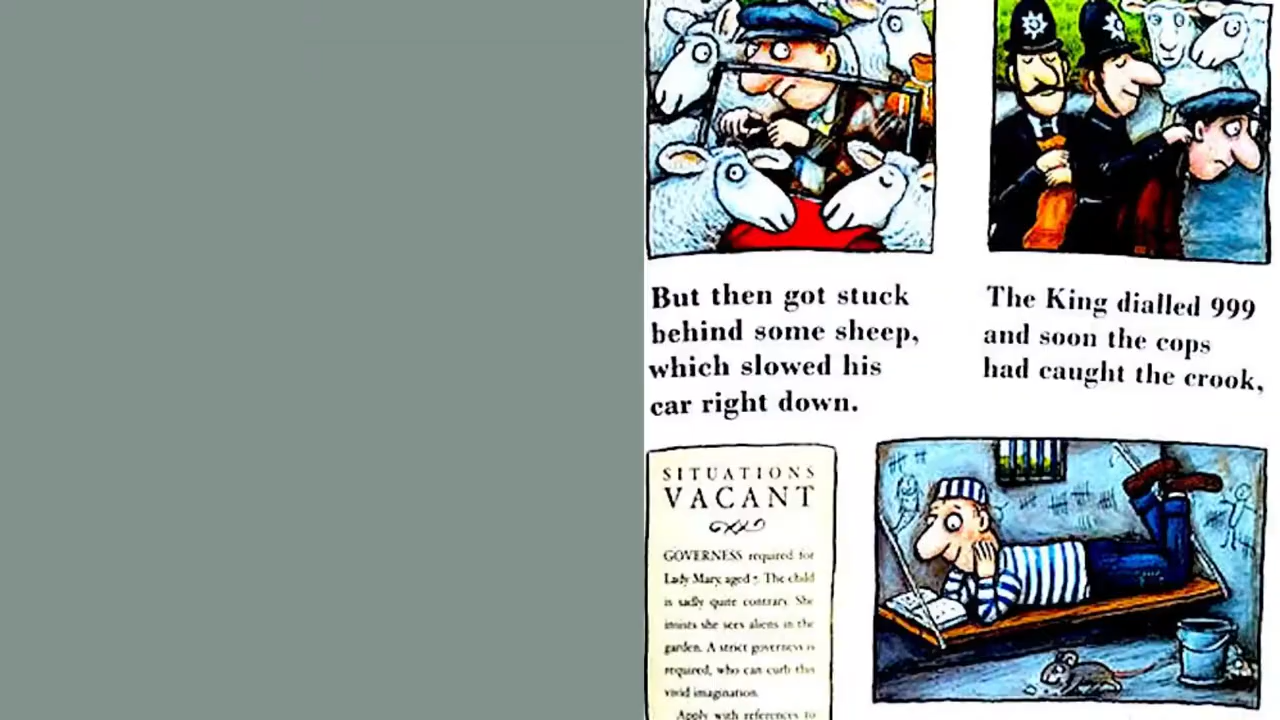 But then got stuck
behind some sheep,
which slowed his
car right down.
The King dialled 999
and soon the cops
had caught the crook,
SITUATIONS
VACANT
GOVERNESS required for
Lady Mary, aged 7. The child
is sadly quite contrary. She
insists she sees aliens in the
garden. A strict governess is
required, who can curb this
vivid imagination.
Apply with references to